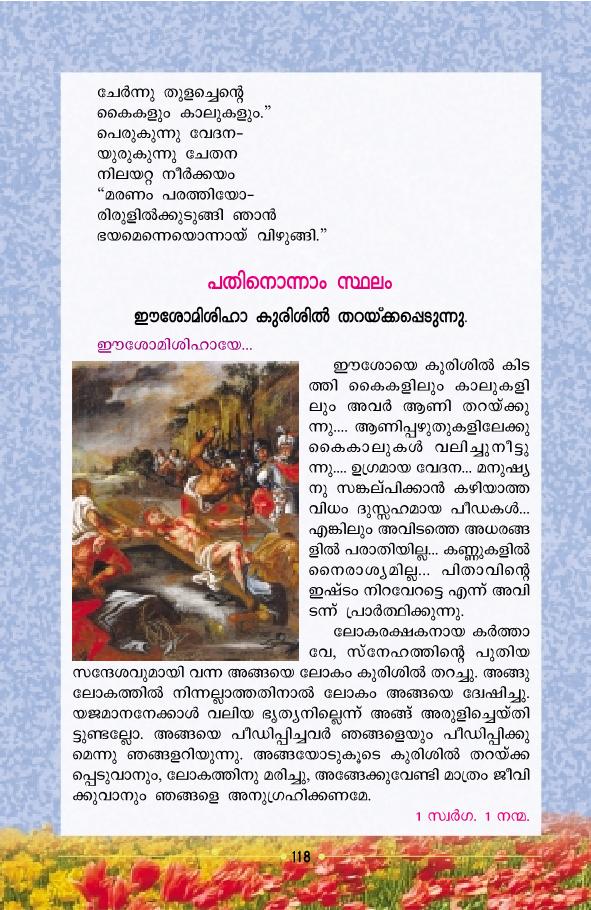 ചേർന്നു തുളച്ചെന്റെ
കൈകളും കാലുകളും.”
പെരുകുന്നു വേദന-
യുരുകുന്നു ചേതന
നിലയറ്റ നീർക്കയം
“മരണം പരത്തിയോ-
രിരുളിൽക്കുടുങ്ങി ഞാൻ
ഭയമെന്നെയൊന്നായ് വിഴുങ്ങി.”
പതിനൊന്നാം സ്ഥലം
ഈശോമിശിഹാ കുരിശിൽ തറയ്ക്കപ്പെടുന്നു.
ഈശോമിശിഹായേ...
ഈശോയെ കുരിശിൽ കിട
ത്തി കൈകളിലും കാലുകളി
ലും അവർ ആണി തറയ്ക്കു
ന്നു.... ആണിപ്പഴുതുകളിലേക്കു
കൈകാലുകൾ വലിച്ചുനീട്ടു
ന്നു.... ഉഗ്രമായ വേദന... മനുഷ്യ
നു സങ്കല്പിക്കാൻ കഴിയാത്ത
വിധം ദുസ്സഹമായ പീഡകൾ...
എങ്കിലും അവിടത്തെ അധരങ്ങ
ളിൽ പരാതിയില്ല... കണ്ണുകളിൽ
നൈരാശ്യമില്ല... പിതാവിന്റെ
ഇഷ്ടം നിറവേറട്ടെ എന്ന് അവി
ടന്ന് പ്രാർത്ഥിക്കുന്നു.
ലോകരക്ഷകനായ കർത്താ
വേ, സ്നേഹത്തിന്റെ പുതിയ
സന്ദേശവുമായി വന്ന അങ്ങയെ ലോകം കുരിശിൽ തറച്ചു. അങ്ങു
ലോകത്തിൽ നിന്നല്ലാത്തതിനാൽ ലോകം അങ്ങയെ ദ്വേഷിച്ചു.
യജമാനനേക്കാൾ വലിയ ഭൃത്യനില്ലെന്ന് അങ്ങ് അരുളിച്ചെയ്തി
ട്ടുണ്ടല്ലോ. അങ്ങയെ പീഡിപ്പിച്ചവർ ഞങ്ങളെയും പീഡിപ്പിക്കു
മെന്നു ഞങ്ങളറിയുന്നു. അങ്ങയോടുകൂടെ കുരിശിൽ തറയ്ക്ക
പ്പെടുവാനും, ലോകത്തിനു മരിച്ചു, അങ്ങേക്കുവേണ്ടി മാത്രം ജീവി
ക്കുവാനും ഞങ്ങളെ അനുഗ്രഹിക്കണമേ.
1 സ്വർഗ. 1 നന്മ.
118